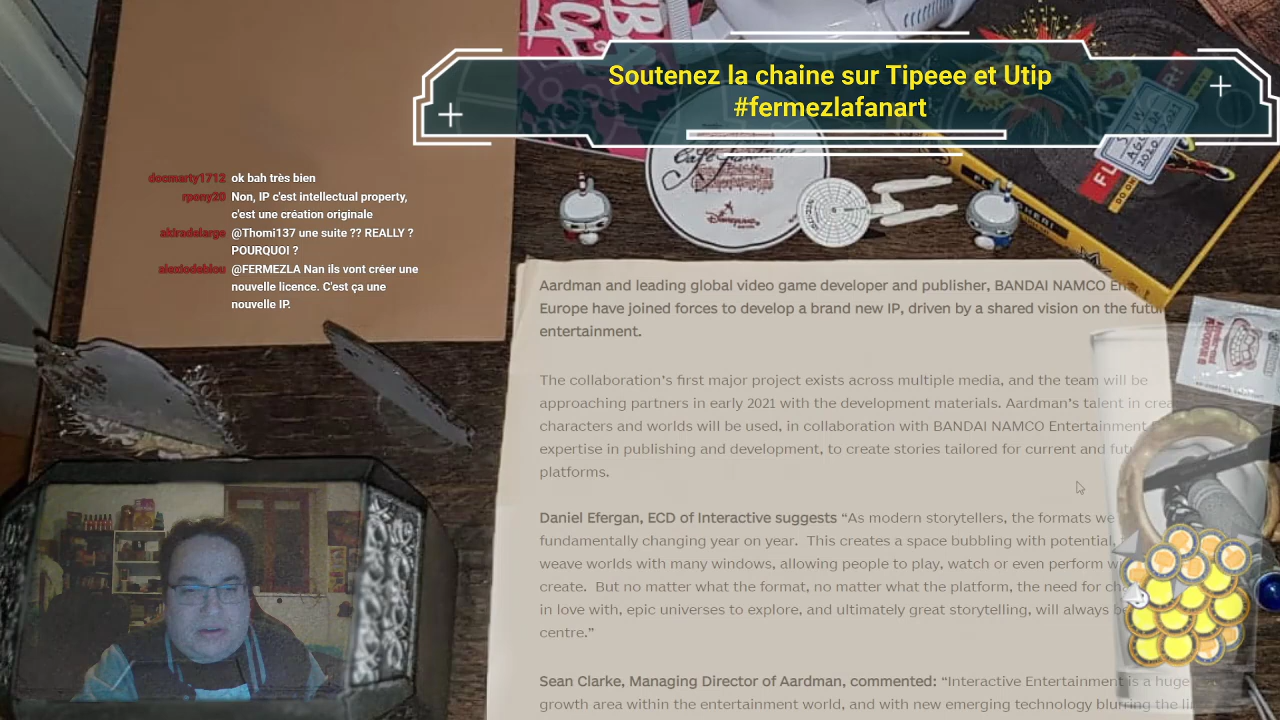 Soutenez la chaine sur Tipeee et Utip
#fermezlafanart
docmarty1712 ok bah très bien
rpony20 Non, IP c'est intellectual property,
c'est une création originale
akiradelarge @Thomi137 une suite ?? REALLY ?
POURQUOI ?
@FERMEZLA Nan ils vont créer une
nouvelle licence. C'est ça une
nouvelle IP.
Aardman and leading global video game developer and publisher, BANDAI NAMCO
Europe have joined forces to develop a brand new IP, driven by a shared vision on the
entertainment.
The collaboration's first major project exists across multiple media, and the team will be
approaching partners in early 2021 with the development materials. Aardman's talent in
characters and worlds will be used, in collaboration with BANDAI NAMCO Entertainment
expertise in publishing and development, to create stories tailored for current and
platforms.
Daniel Efergan, ECD of Interactive suggests “As modern storytellers, the formats we
fundamentally changing year on year. This creates a space bubbling with potential,
weave worlds with many windows, allowing people to play, watch or even perform
create. But no matter what the format, no matter what the platform, the need for
in love with, epic universes to explore, and ultimately great storytelling, will always
centre.”
Sean Clarke, Managing Director of Aardman, commented: “Interactive Entertainment is a huge
growth area within the entertainment world, and with new emerging technology blurring the